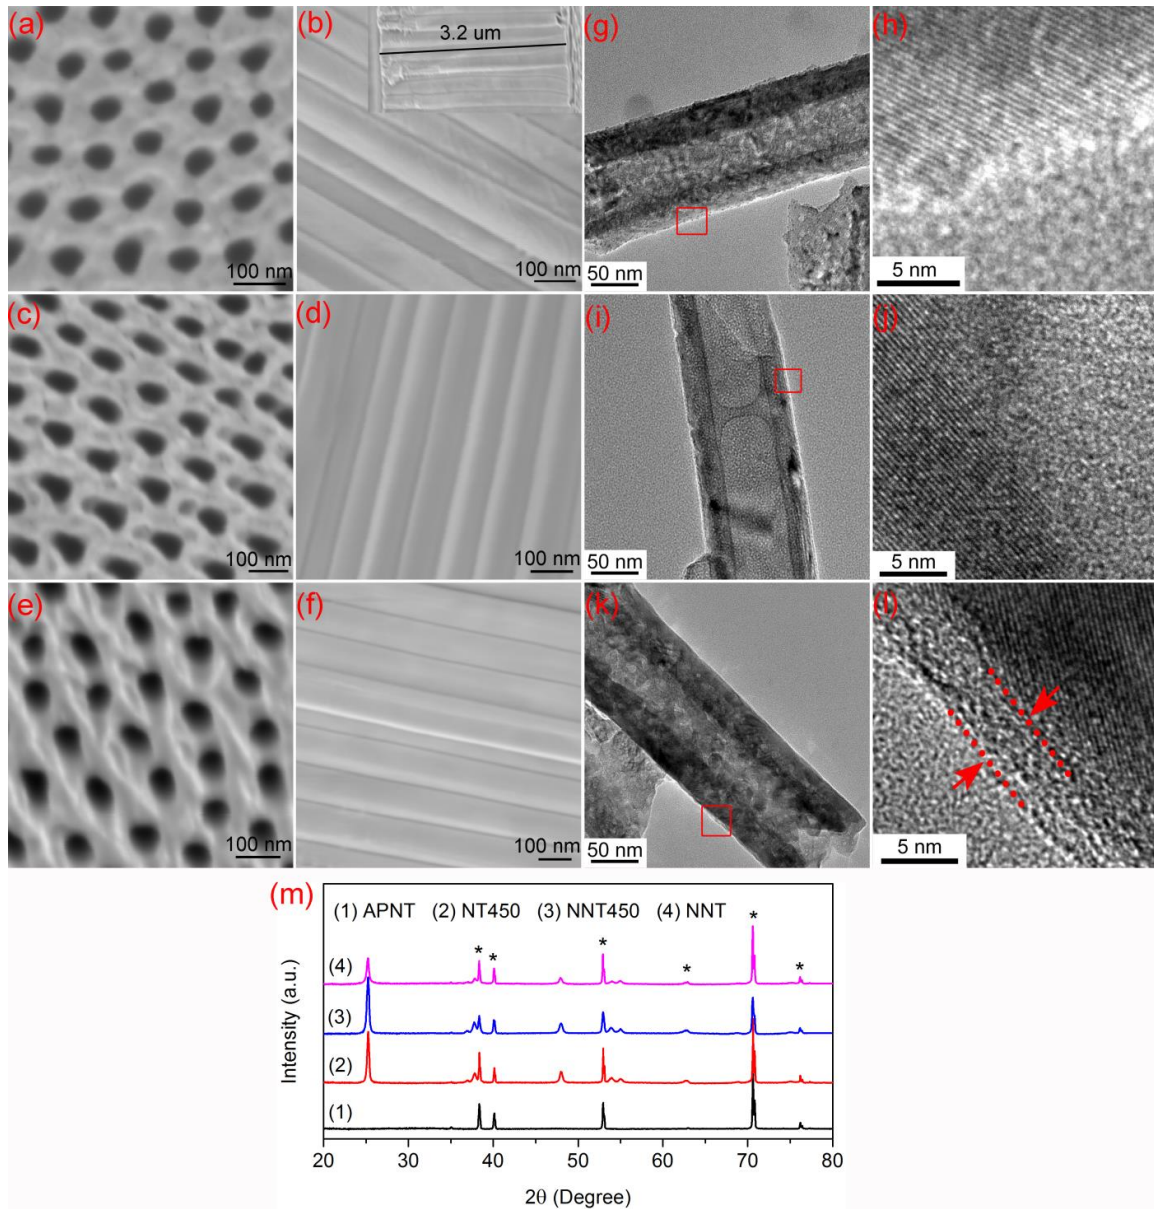 (a)
100 nm
(b)
3.2 um
100 nm
(g)
50 nm
(h)
5 nm
(c)
100 nm
(d)
100 nm
(i)
50 nm
(j)
5 nm
(e)
100 nm
(f)
100 nm
(k)
50 nm
(l)
5 nm
(m)
(1) APNT (2) NT450 (3) NNT450 (4) NNT
* * * * * *
(4)
(3)
(2)
(1)
Intensity (a.u.)
20 30 40 50 60 70 80
2θ (Degree)